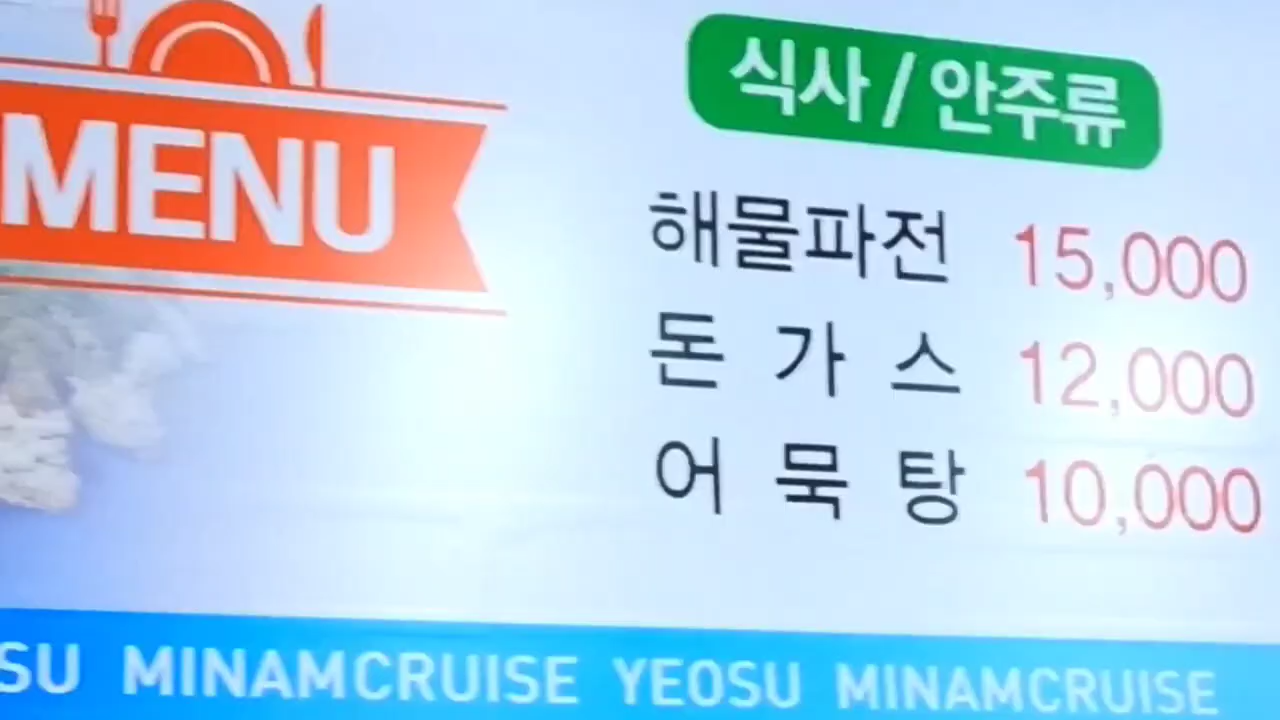 MENU
식사 / 안주류
해물파전 15,000
돈 가 스 12,000
어 묵 탕 10,000
SU MINAMCRUISE YEOSU MINAMCRUISE